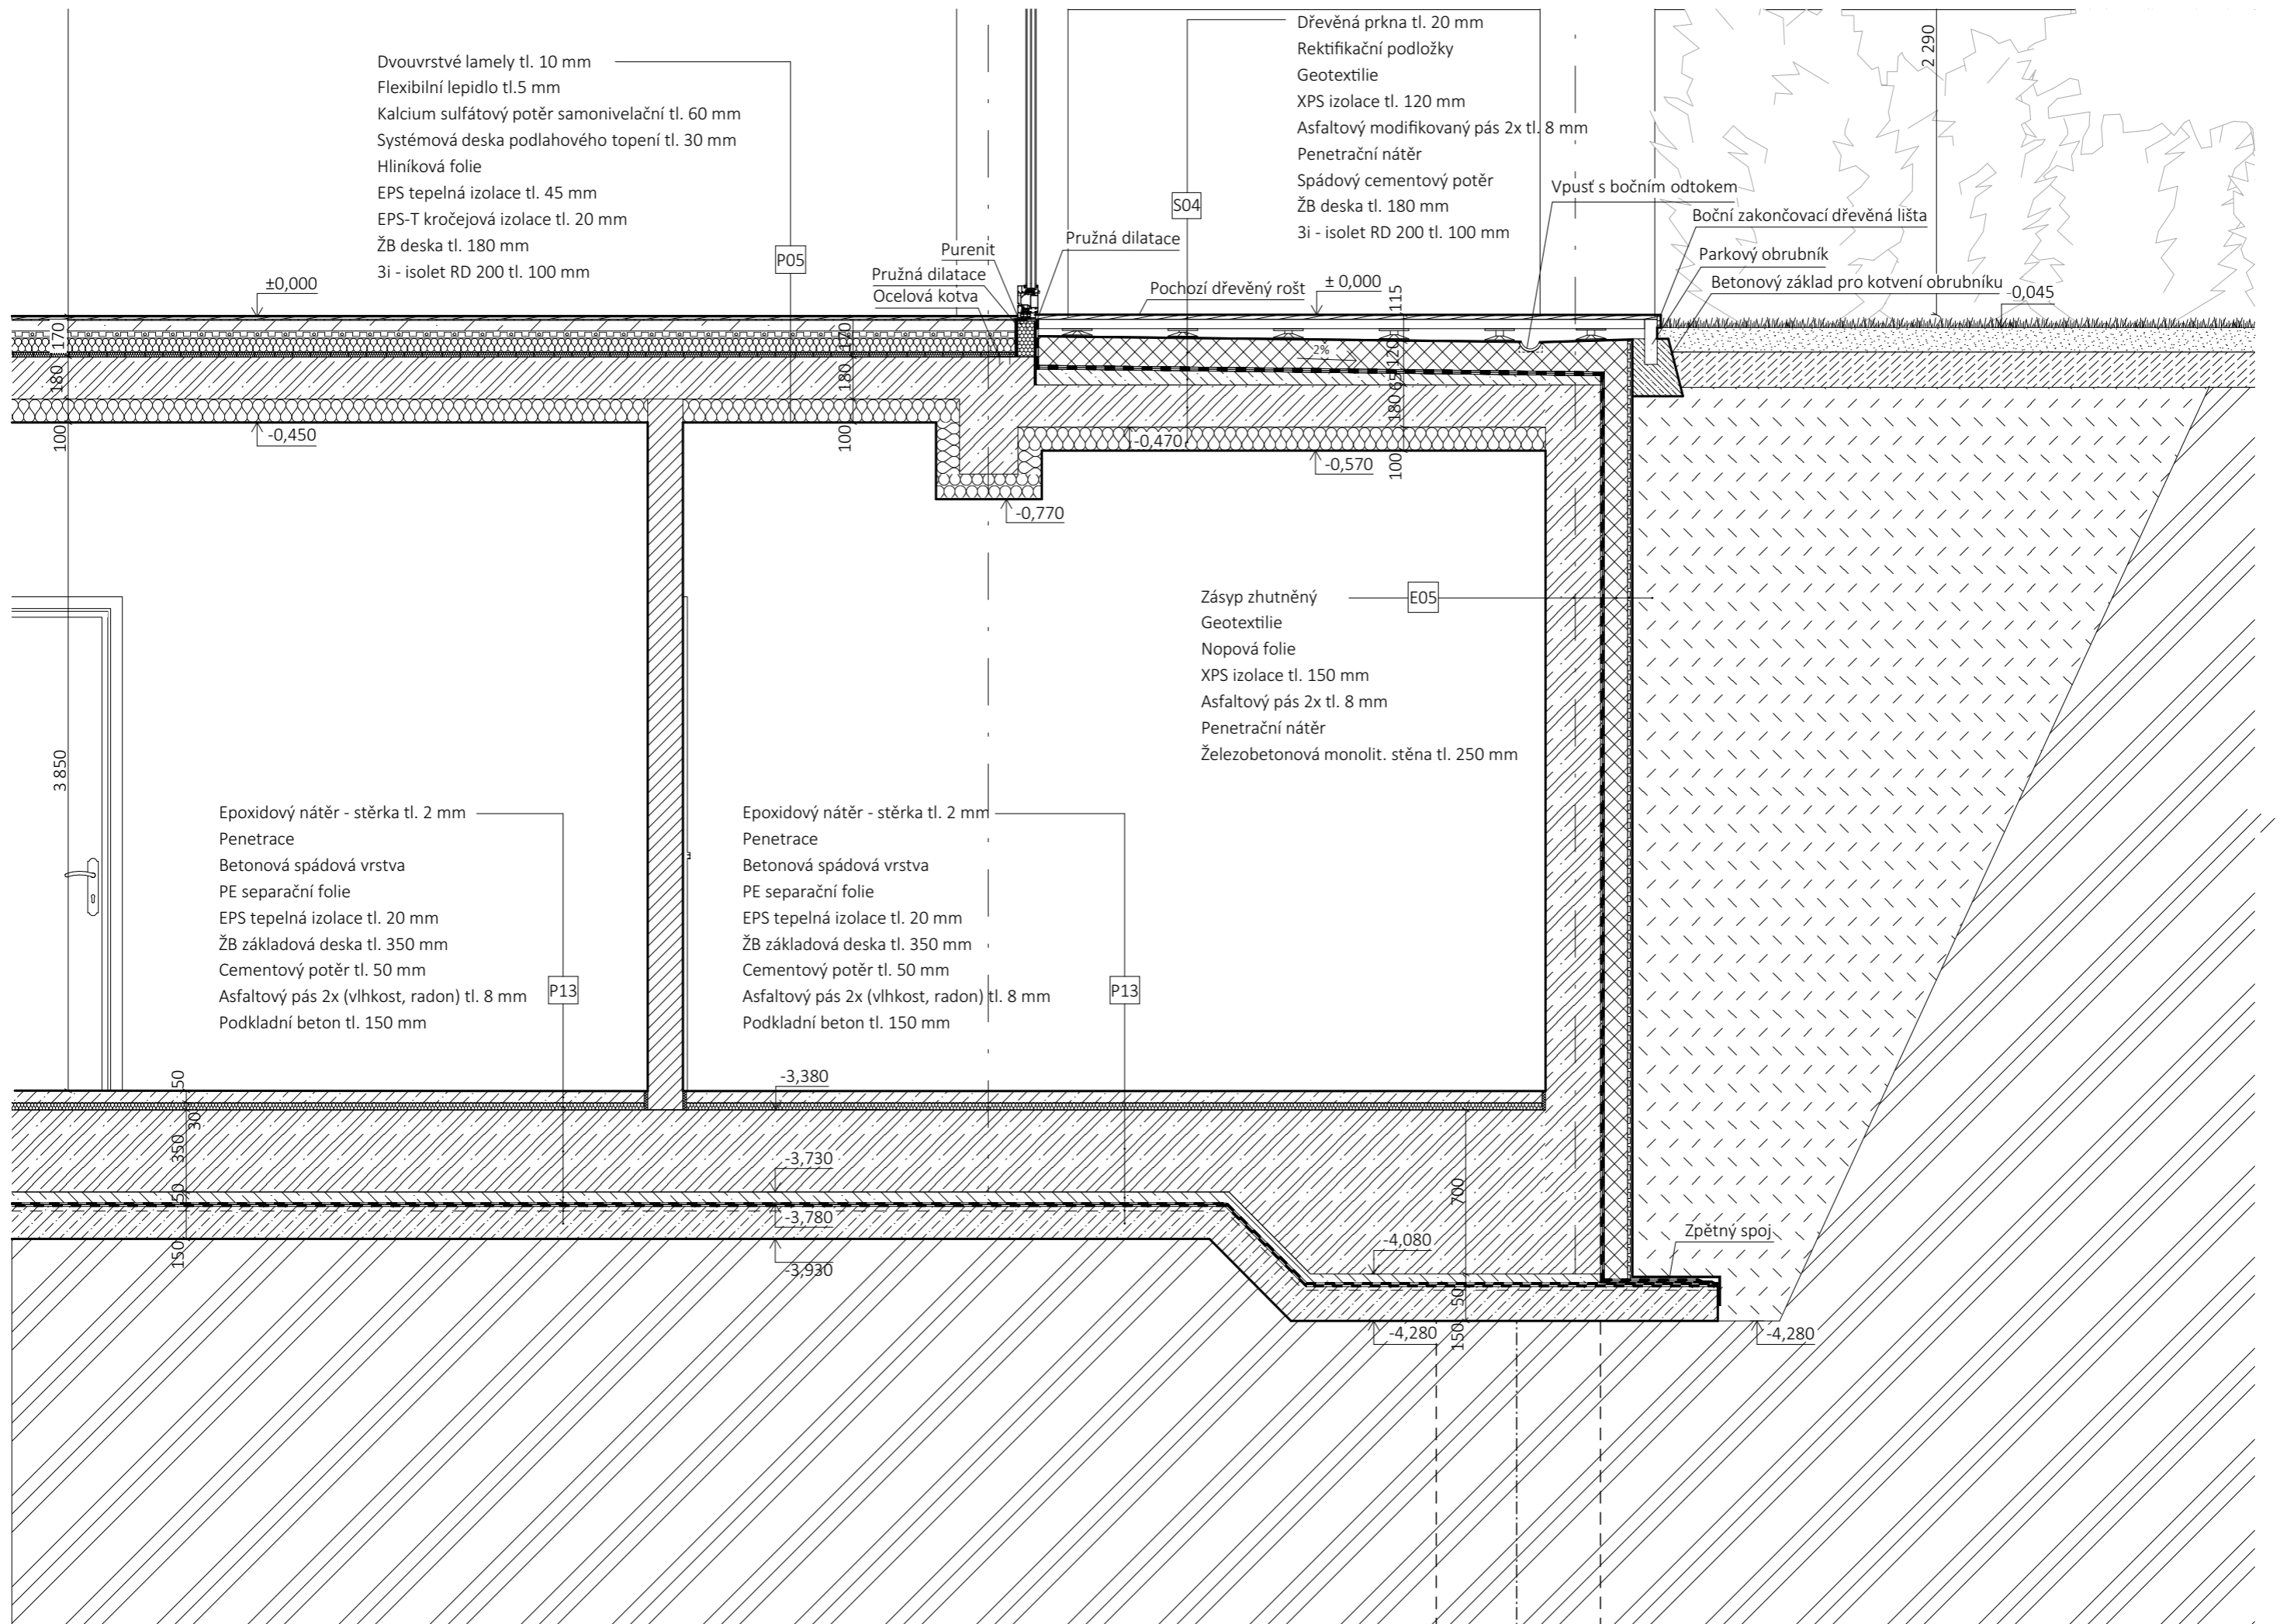 Dvouvrstvé lamely tl. 10 mm
Flexibilní lepidlo tl.5 mm
Kalcium sulfátový potěr samonivelační tl. 60 mm
Systémová deska podlahového topení tl. 30 mm
Hliníková folie
EPS tepelná izolace tl. 45 mm
EPS-T kročejová izolace tl. 20 mm
ŽB deska tl. 180 mm
3i - isolet RD 200 tl. 100 mm
P05
Dřevěná prkna tl. 20 mm
Rektifikační podložky
Geotextilie
XPS izolace tl. 120 mm
Asfaltový modifikovaný pás 2x tl. 8 mm
Penetrační nátěr
Spádový cementový potěr
ŽB deska tl. 180 mm
3i - isolet RD 200 tl. 100 mm
S04
2 290
Vpusť s bočním odtokem
Boční zakončovací dřevěná lišta
Parkový obrubník
Betonový základ pro kotvení obrubníku
-0,045
Purenit
Pružná dilatace
Pružná dilatace
Ocelová kotva
Pochozí dřevěný rošt
±0,000
± 0,000
115
170
170
2%
120
65
180
180
180
100
100
100
-0,450
-0,470
-0,570
-0,770
Zásyp zhutněný
Geotextilie
Nopová folie
XPS izolace tl. 150 mm
Asfaltový pás 2x tl. 8 mm
Penetrační nátěr
Železobetonová monolit. stěna tl. 250 mm
E05
3 850
Epoxidový nátěr - stěrka tl. 2 mm
Penetrace
Betonová spádová vrstva
PE separační folie
EPS tepelná izolace tl. 20 mm
ŽB základová deska tl. 350 mm
Cementový potěr tl. 50 mm
Asfaltový pás 2x (vlhkost, radon) tl. 8 mm
Podkladní beton tl. 150 mm
P13
Epoxidový nátěr - stěrka tl. 2 mm
Penetrace
Betonová spádová vrstva
PE separační folie
EPS tepelná izolace tl. 20 mm
ŽB základová deska tl. 350 mm
Cementový potěr tl. 50 mm
Asfaltový pás 2x (vlhkost, radon) tl. 8 mm
Podkladní beton tl. 150 mm
P13
50
30
350
50
150
-3,380
-3,730
-3,780
-3,930
700
50
150
-4,080
-4,280
Zpětný spoj
-4,280